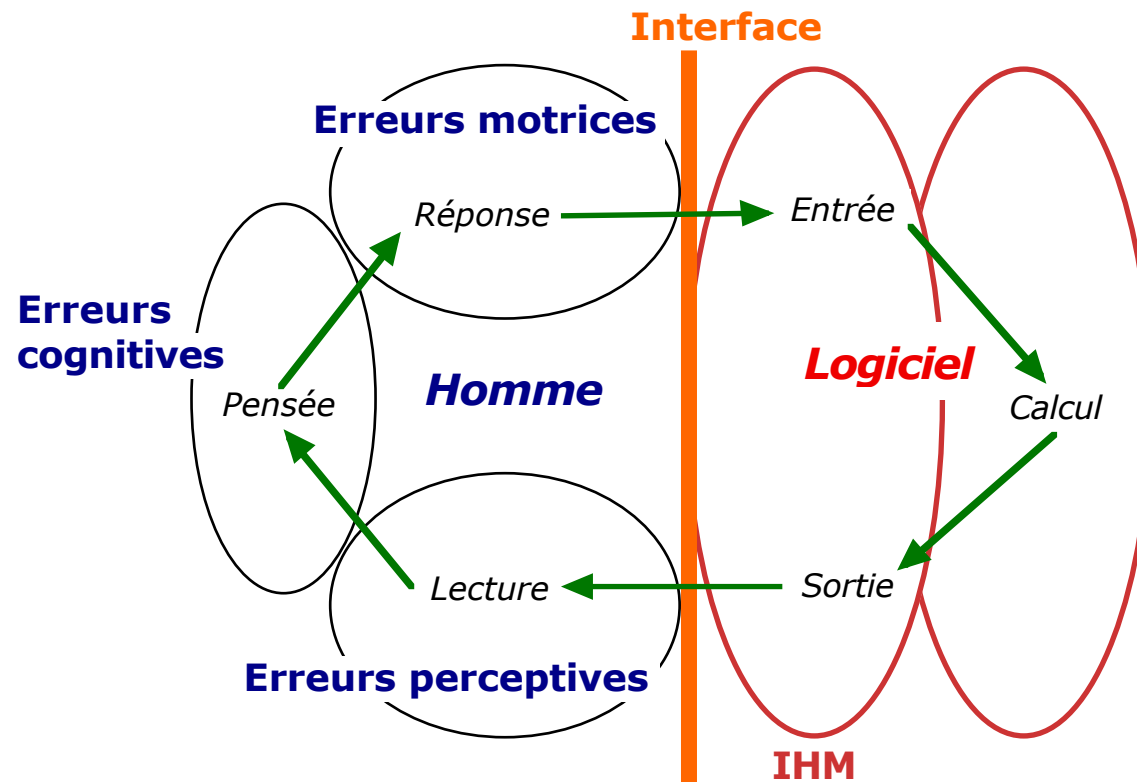 Interface
Erreurs motrices
Réponse
Entrée
Erreurs
cognitives
Pensée
Homme
Logiciel
Calcul
Lecture
Sortie
Erreurs perceptives
IHM